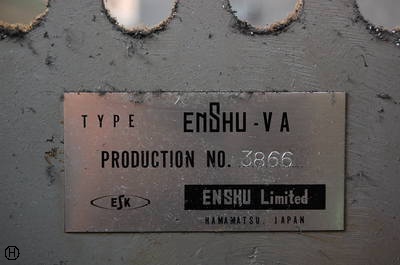 TYPE ENSHU-VA
PRODUCTION NO. 3866
ESK ENSHU Limited
HAMAMATSU, JAPAN
H